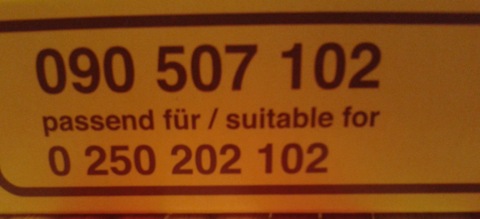 090 507 102
passend für / suitable for
0 250 202 102